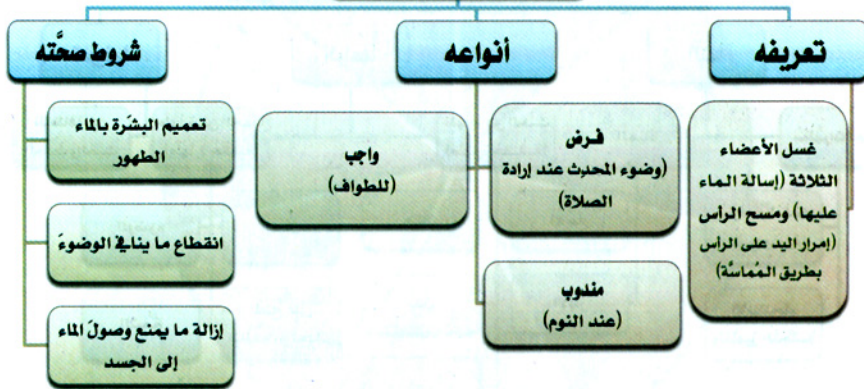 تعريفه
غسل الأعضاء
الثلاثة (إسالة الماء
عليها) ومسح الرأس
(إمرار اليد على الرأس
بطريق المُماسَّة)
أنواعه
فرض
(وضوء المحدث عند إرادة
الصلاة)
واجب
(للطواف)
مندوب
(عند النوم)
شروط صحَّته
تعميم البشَرة بالماء
الطهور
انقطاع ما ينافي الوضوءَ
إزالة ما يمنع وصولَ الماء
إلى الجسد